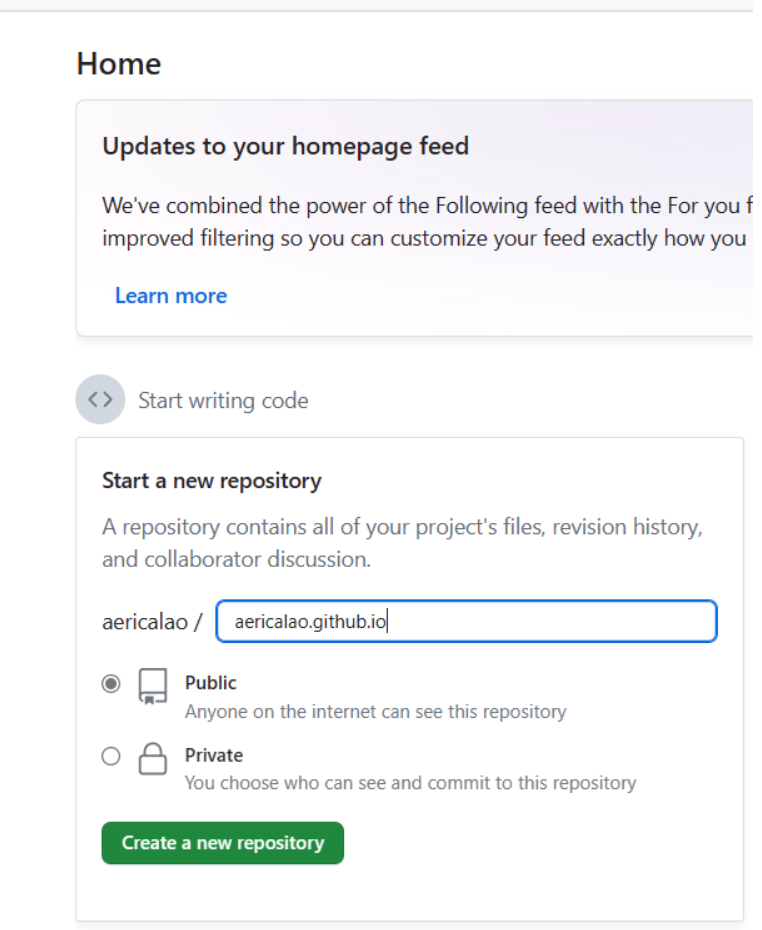 Home
Updates to your homepage feed
We've combined the power of the Following feed with the For you
improved filtering so you can customize your feed exactly how you
Learn more
<> Start writing code
Start a new repository
A repository contains all of your project's files, revision history,
and collaborator discussion.
aericalao / aericalao.github.io
Public
Anyone on the internet can see this repository
Private
You choose who can see and commit to this repository
Create a new repository